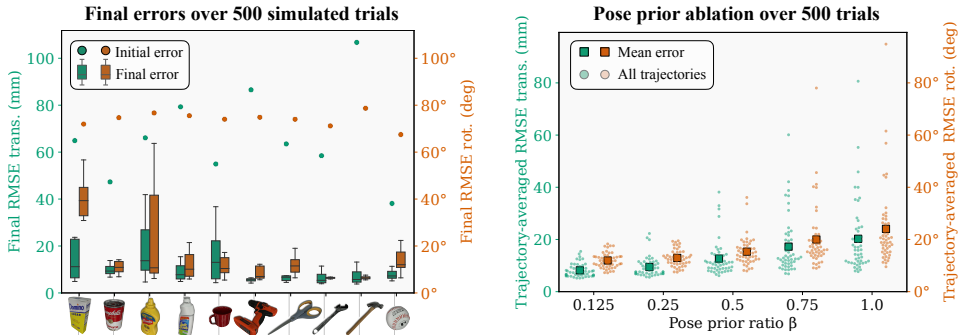 Final errors over 500 simulated trials
Final RMSE trans. (mm)
100
80
60
40
20
0
Initial error
Final error
100°
80°
60°
40°
20°
0°
Final RMSE rot. (deg)
Domino
Campbell's
Pose prior ablation over 500 trials
Trajectory-averaged RMSE trans. (mm)
80
60
40
20
0
Mean error
All trajectories
80°
60°
40°
20°
0°
Trajectory-averaged RMSE rot. (deg)
0.125
0.25
0.5
0.75
1.0
Pose prior ratio β